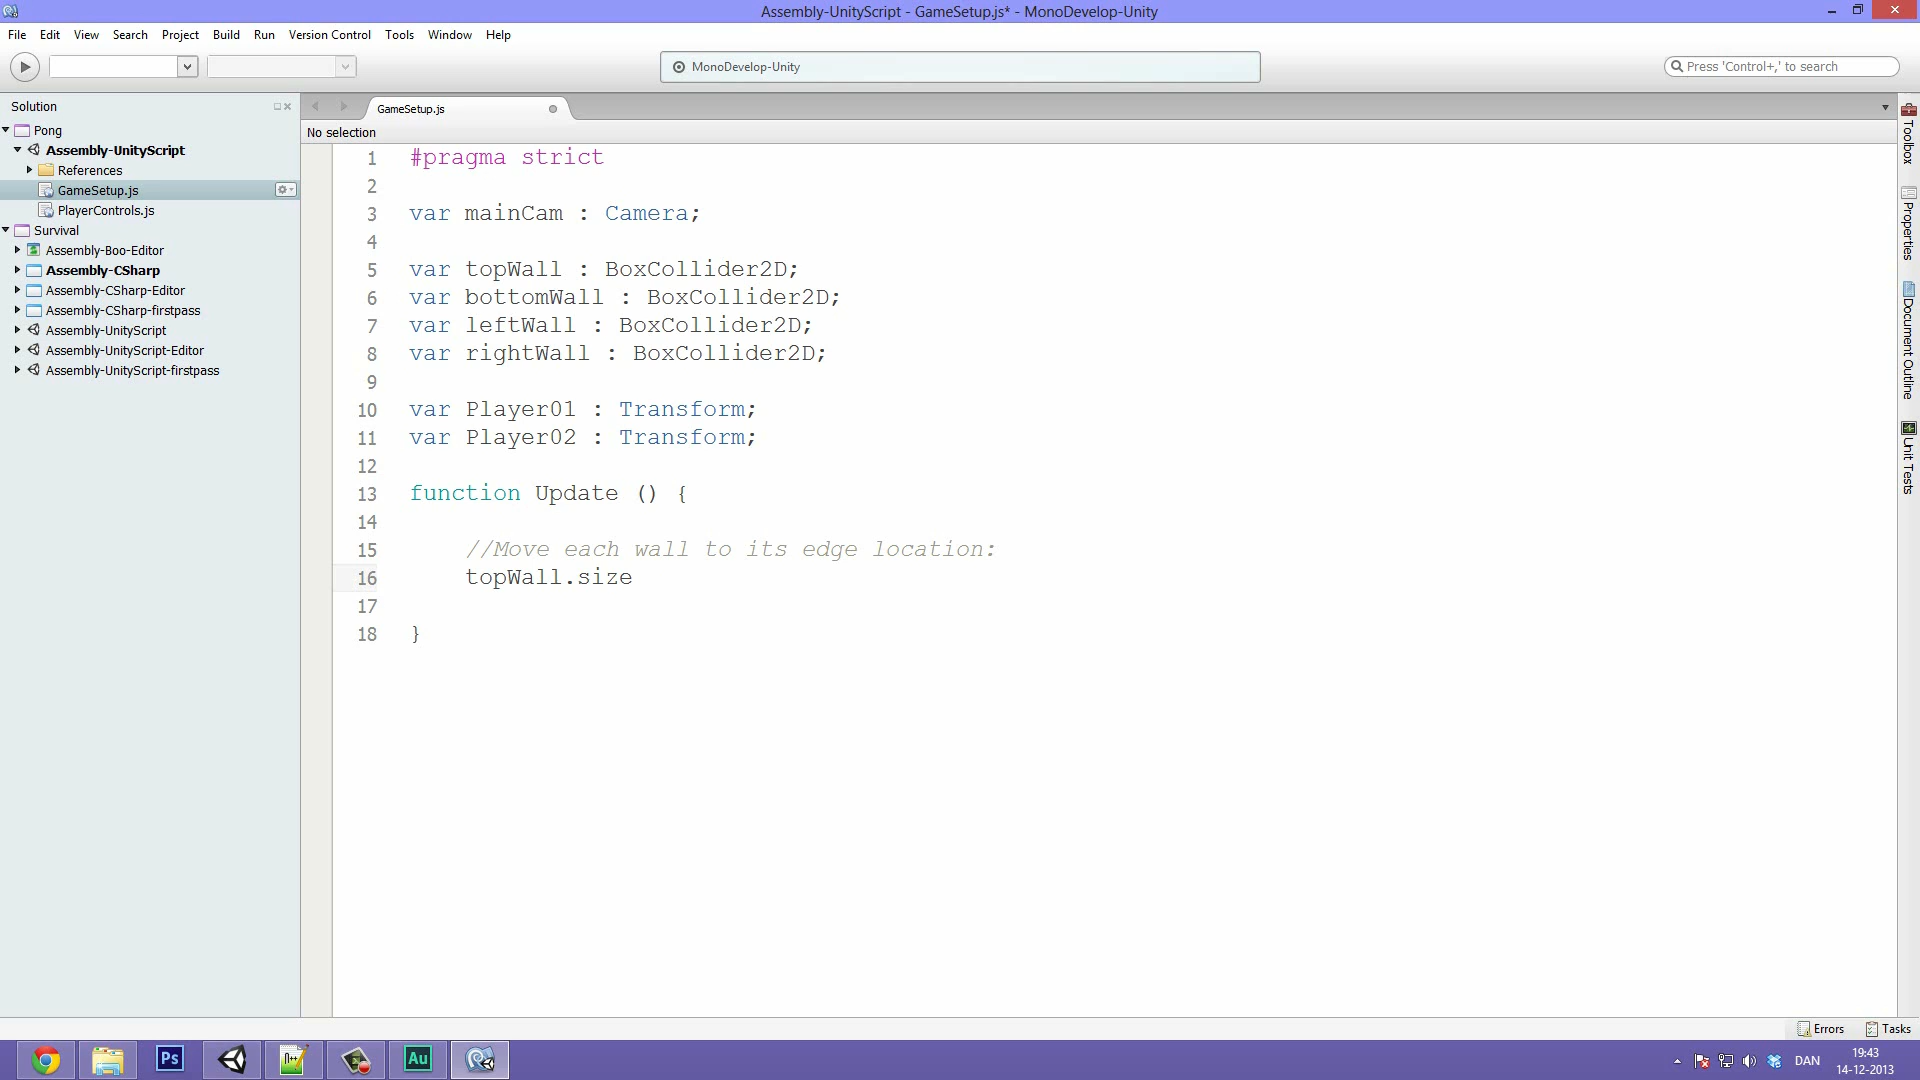 Assembly-UnityScript - GameSetup.js* - MonoDevelop-Unity
File Edit View Search Project Build Run Version Control Tools Window Help
MonoDevelop-Unity
Press 'Control+,' to search
Solution
Pong
Assembly-UnityScript
References
GameSetup.js
PlayerControls.js
Survival
Assembly-Boo-Editor
Assembly-CSharp
Assembly-CSharp-Editor
Assembly-CSharp-firstpass
Assembly-UnityScript
Assembly-UnityScript-Editor
Assembly-UnityScript-firstpass
GameSetup.js
No selection
1 #pragma strict
2
3 var mainCam : Camera;
4
5 var topWall : BoxCollider2D;
6 var bottomWall : BoxCollider2D;
7 var leftWall : BoxCollider2D;
8 var rightWall : BoxCollider2D;
9
10 var Player01 : Transform;
11 var Player02 : Transform;
12
13 function Update () {
14
15 //Move each wall to its edge location:
16 topWall.size
17
18 }
Toolbox
Properties
Document Outline
Unit Tests
Errors Tasks
Ps
Au
DAN
19:43
14-12-2013